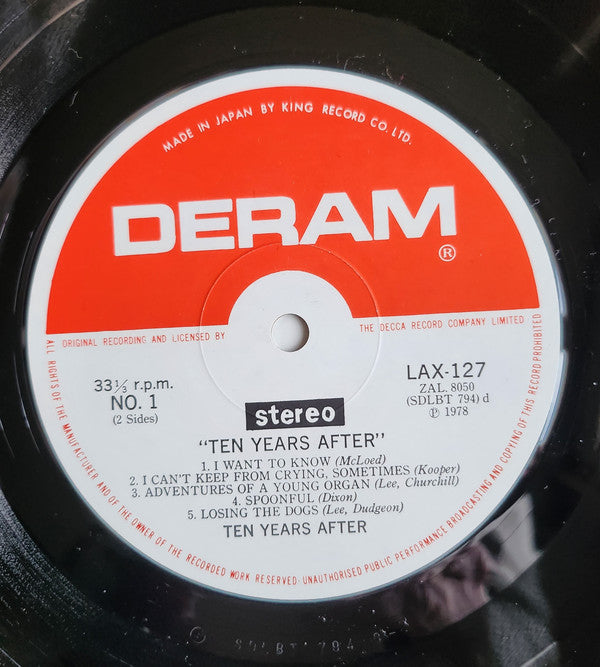 MADE IN JAPAN BY KING RECORD CO. LTD.
DERAM
®
ORIGINAL RECORDING AND LICENSED BY THE DECCA RECORD COMPANY LIMITED
ALL RIGHTS OF THE MANUFACTURER AND OF THE OWNER OF THE RECORDED WORK RESERVED·UNAUTHORISED PUBLIC PERFORMANCE, BROADCASTING AND COPYING OF THIS RECORD PROHIBITED
33⅓ r.p.m.
NO. 1
(2 Sides)
LAX-127
ZAL. 8050
(SDLBT 794) d
℗ 1978
stereo
"TEN YEARS AFTER"
1. I WANT TO KNOW (McLoed)
2. I CAN'T KEEP FROM CRYING, SOMETIMES (Kooper)
3. ADVENTURES OF A YOUNG ORGAN (Lee, Churchill)
4. SPOONFUL (Dixon)
5. LOSING THE DOGS (Lee, Dudgeon)
TEN YEARS AFTER
SDLBT 794